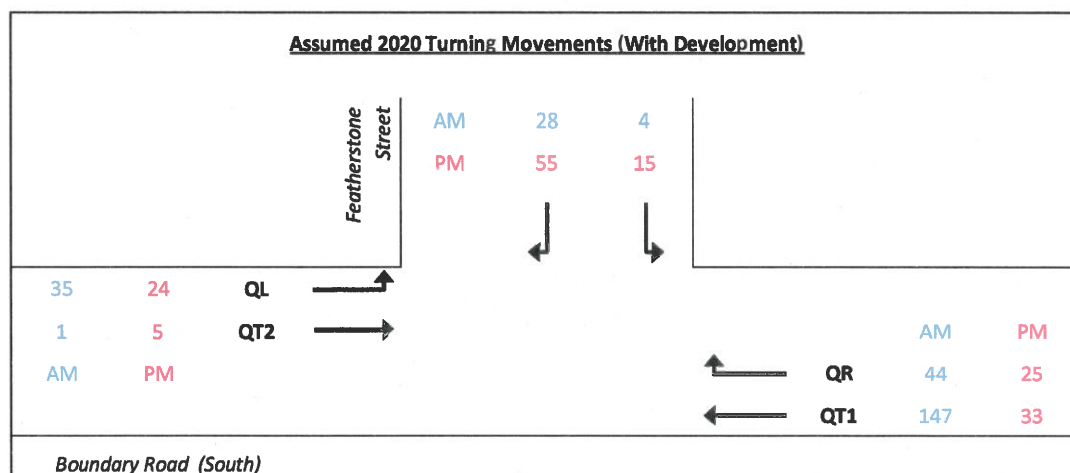 Assumed 2020 Turning Movements (With Development)
Featherstone
Street
AM 28 4
PM 55 15
35 24 QL
1 5 QT2
AM PM
AM PM
QR 44 25
QT1 147 33
Boundary Road (South)